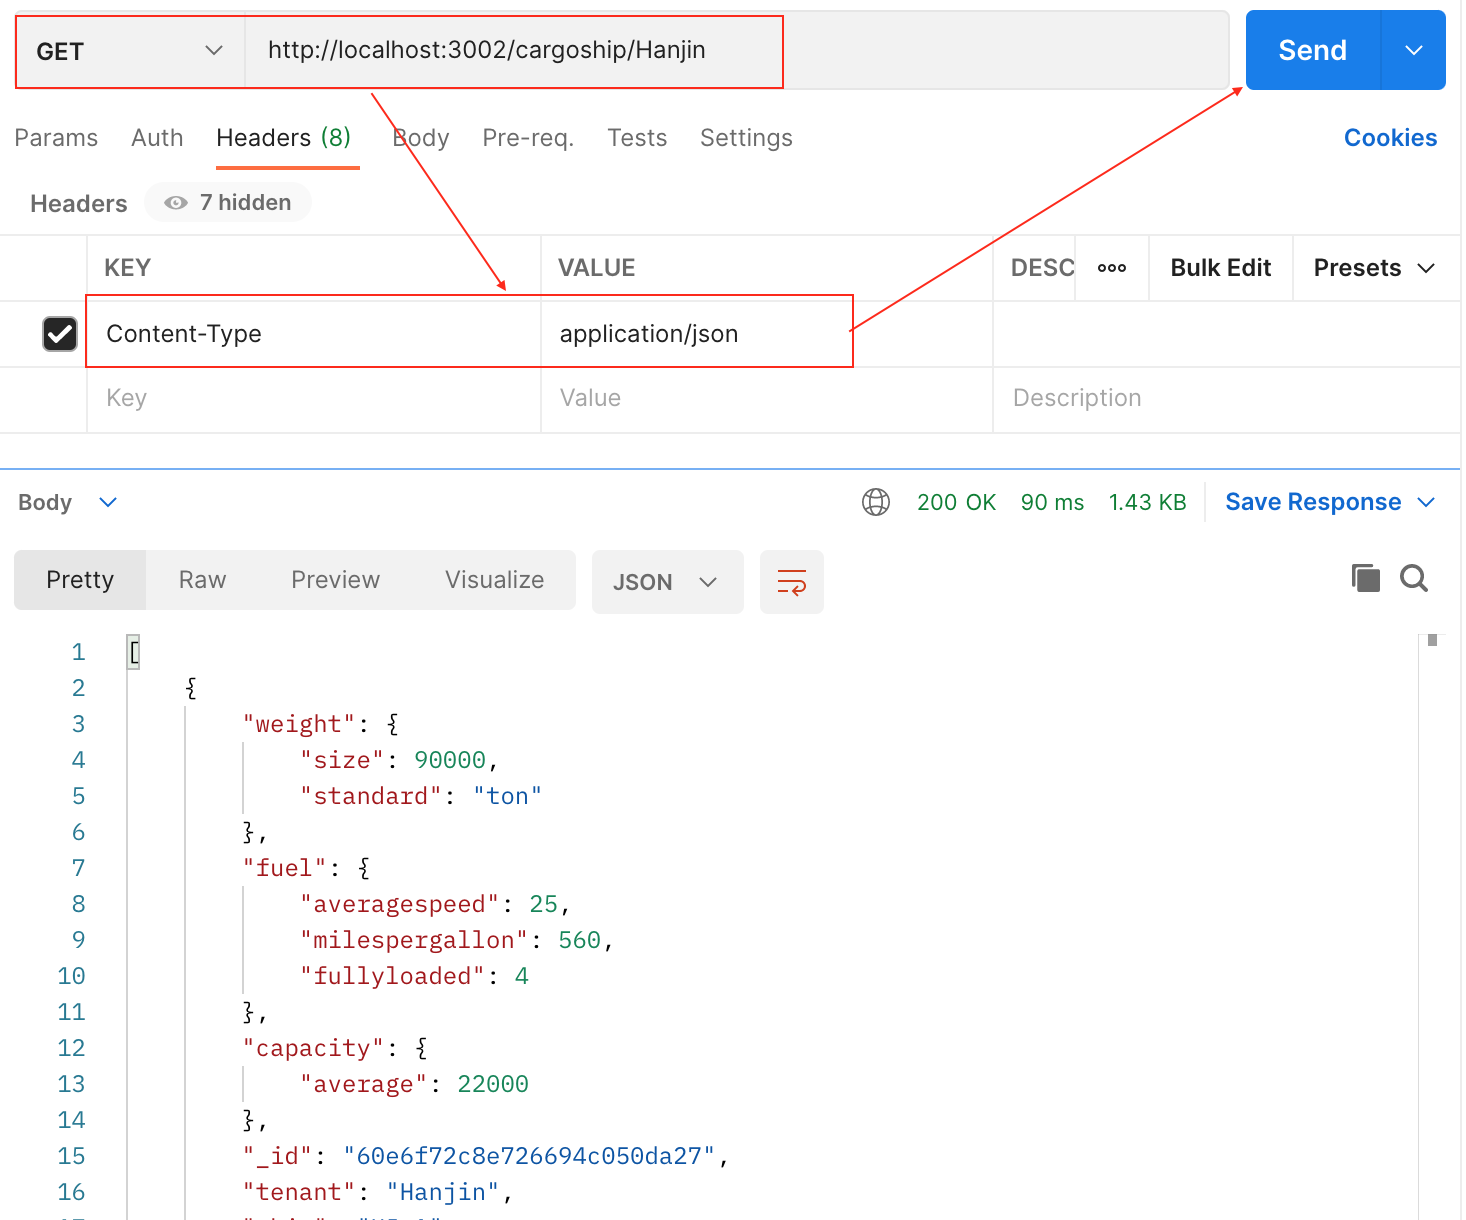 GET http://localhost:3002/cargoship/Hanjin Send
Params Auth Headers (8) Body Pre-req. Tests Settings Cookies
Headers 7 hidden
KEY VALUE DESC ooo Bulk Edit Presets
Content-Type application/json
Key Value Description
Body 200 OK 90 ms 1.43 KB Save Response
Pretty Raw Preview Visualize JSON
1 [
2 {
3 "weight": {
4 "size": 90000,
5 "standard": "ton"
6 },
7 "fuel": {
8 "averagespeed": 25,
9 "milespergallon": 560,
10 "fullyloaded": 4
11 },
12 "capacity": {
13 "average": 22000
14 },
15 "_id": "60e6f72c8e726694c050da27",
16 "tenant": "Hanjin",